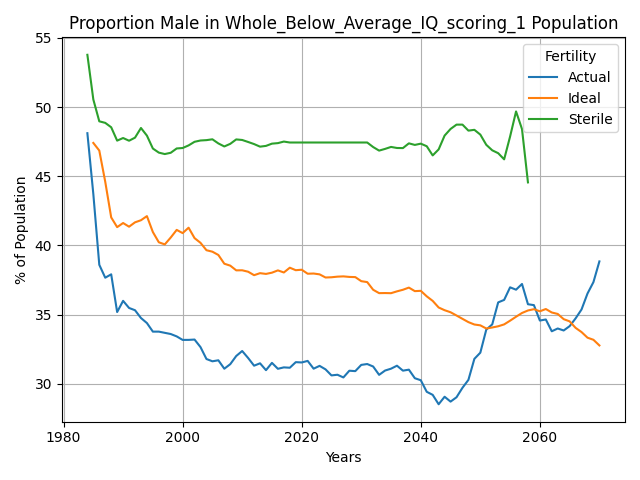 Proportion Male in Whole_Below_Average_IQ_scoring_1 Population
% of Population
55
50
45
40
35
30
Fertility
Actual
Ideal
Sterile
1980
2000
2020
2040
2060
Years